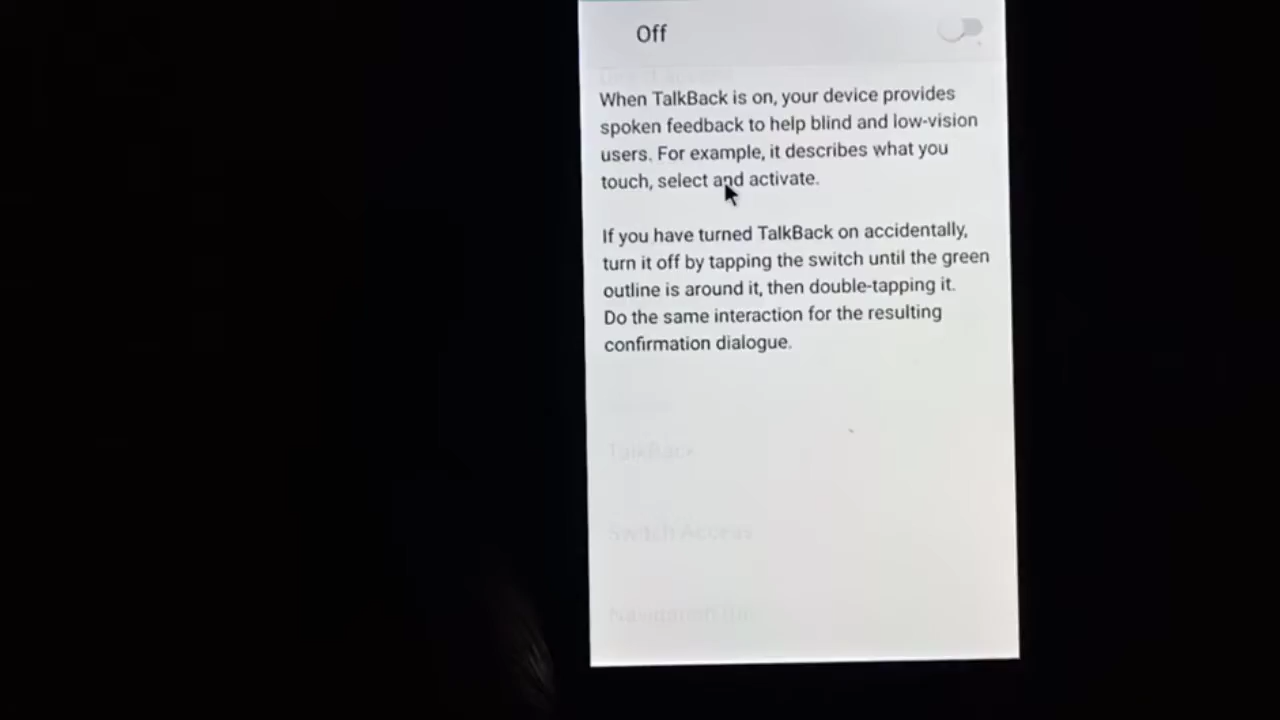 Off
When TalkBack is on, your device provides
spoken feedback to help blind and low-vision
users. For example, it describes what you
touch, select and activate.
If you have turned TalkBack on accidentally,
turn it off by tapping the switch until the green
outline is around it, then double-tapping it.
Do the same interaction for the resulting
confirmation dialogue.
TalkBack
Switch Access